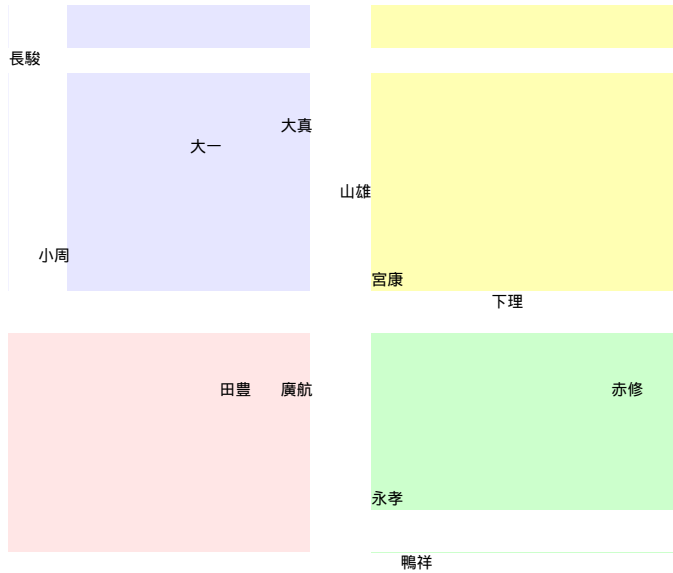 長駿
大真
大一
山雄
小周
宮康
下理
田豊
廣航
赤修
永孝
鴨祥